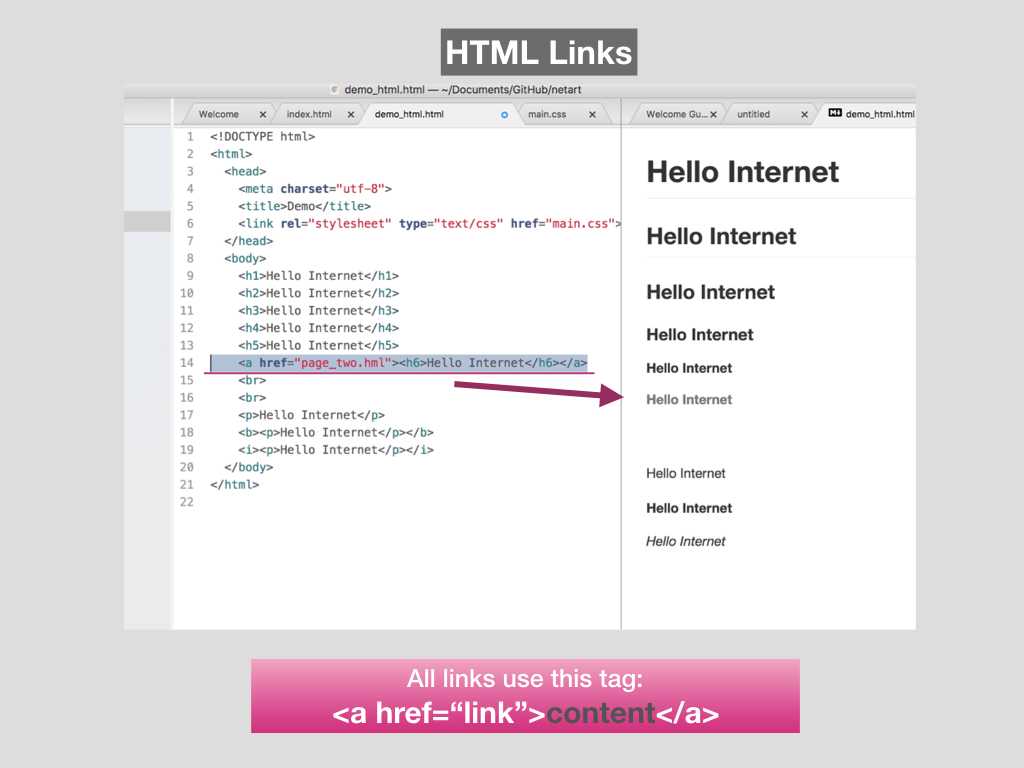 HTML Links
demo_html.html — ~/Documents/GitHub/netart
Welcome × index.html × demo_html.html main.css × Welcome Gu...× untitled × M↓ demo_html.html
1 <!DOCTYPE html>
2 <html>
3 <head>
4 <meta charset="utf-8">
5 <title>Demo</title>
6 <link rel="stylesheet" type="text/css" href="main.css">
7 </head>
8 <body>
9 <h1>Hello Internet</h1>
10 <h2>Hello Internet</h2>
11 <h3>Hello Internet</h3>
12 <h4>Hello Internet</h4>
13 <h5>Hello Internet</h5>
14 <a href="page_two.hml"><h6>Hello Internet</h6></a>
15 <br>
16 <br>
17 <p>Hello Internet</p>
18 <b><p>Hello Internet</p></b>
19 <i><p>Hello Internet</p></i>
20 </body>
21 </html>
22
Hello Internet
Hello Internet
Hello Internet
Hello Internet
Hello Internet
Hello Internet
Hello Internet
Hello Internet
Hello Internet
All links use this tag:
<a href=“link”>content</a>